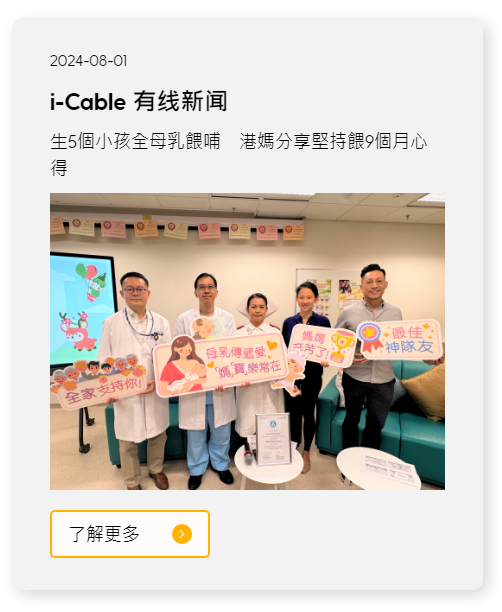 2024-08-01
i-Cable 有线新闻
生5個小孩全母乳餵哺　港媽分享堅持餵9個月心
得
全家支持你!
母乳傳遞愛
「媽」寶樂常在
媽媽
辛苦了!
最佳
神隊友
了解更多